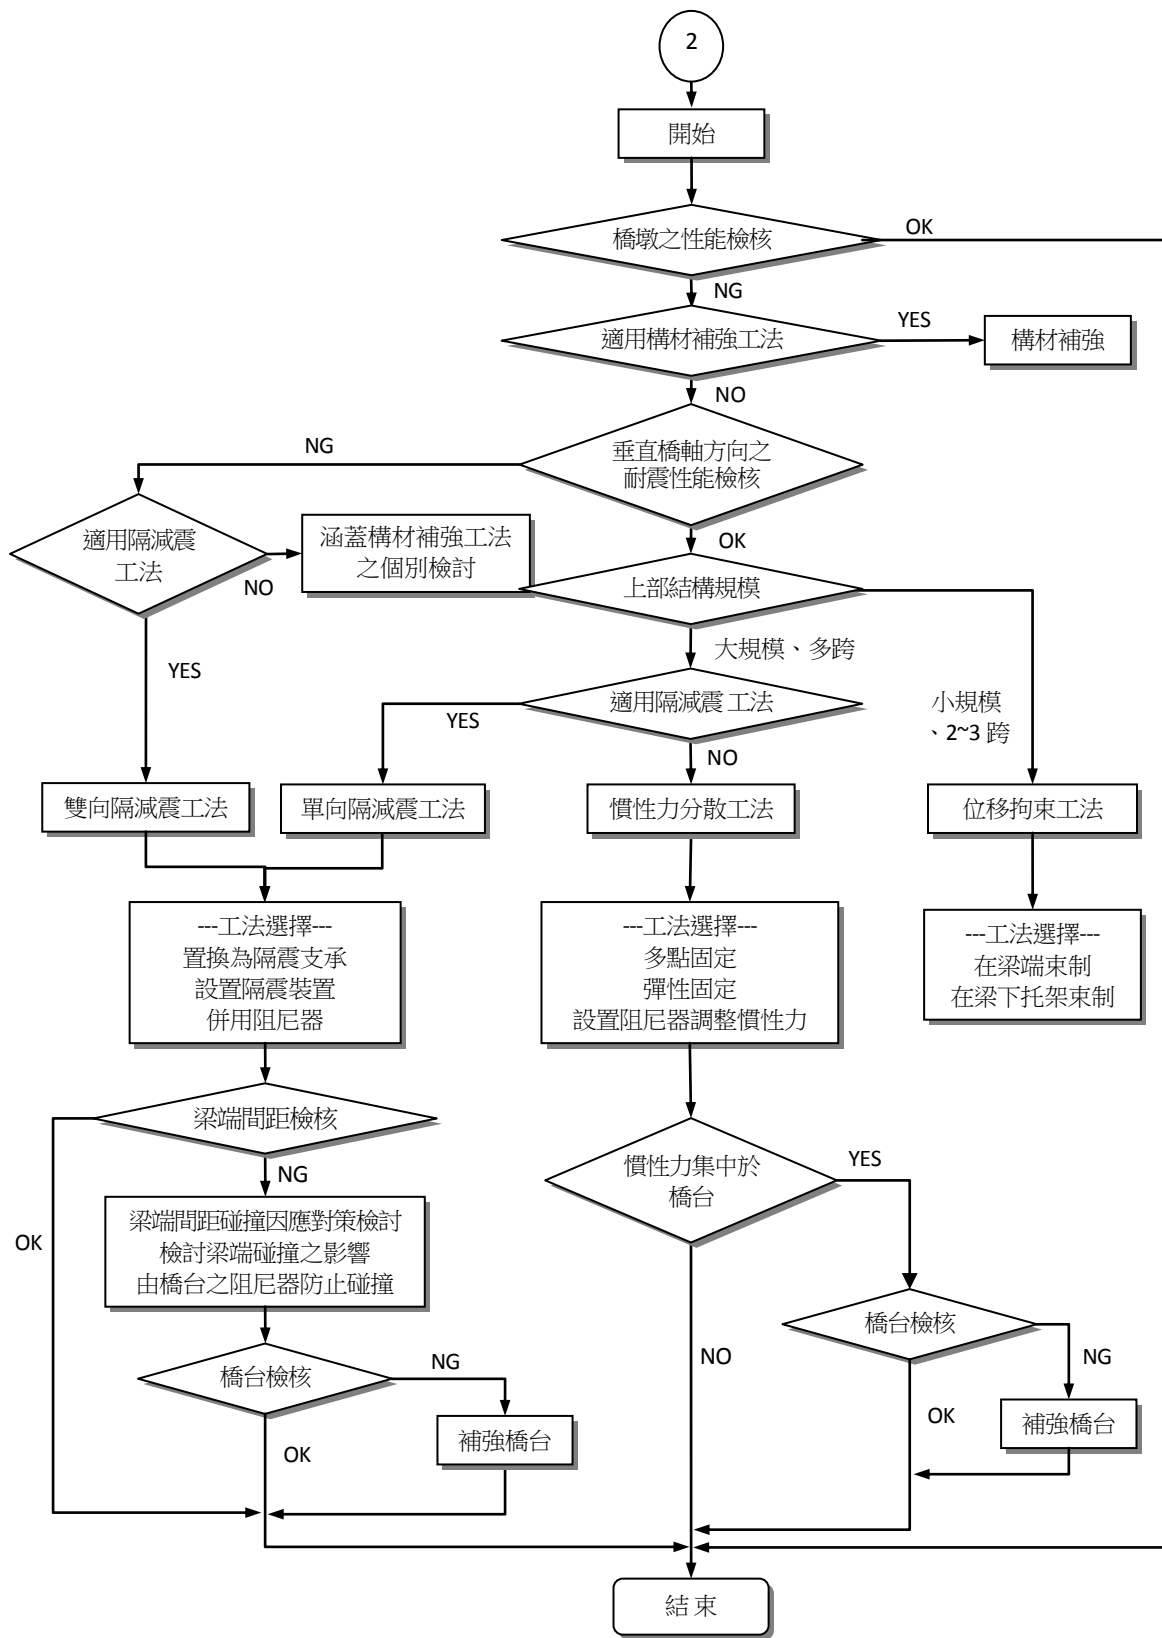 2
開始
橋墩之性能檢核
OK
NG
適用構材補強工法
YES
構材補強
NO
垂直橋軸方向之
耐震性能檢核
NG
OK
適用隔減震
工法
NO
涵蓋構材補強工法
之個別檢討
上部結構規模
YES
大規模、多跨
適用隔減震 工法
YES
NO
小規模
、2~3 跨
雙向隔減震工法
單向隔減震工法
慣性力分散工法
位移拘束工法
---工法選擇---
置換為隔震支承
設置隔震裝置
併用阻尼器
---工法選擇---
多點固定
彈性固定
設置阻尼器調整慣性力
---工法選擇---
在梁端束制
在梁下托架束制
梁端間距檢核
NG
OK
慣性力集中於
橋台
YES
NO
梁端間距碰撞因應對策檢討
檢討梁端碰撞之影響
由橋台之阻尼器防止碰撞
橋台檢核
NG
OK
補強橋台
橋台檢核
NG
OK
補強橋台
結 束